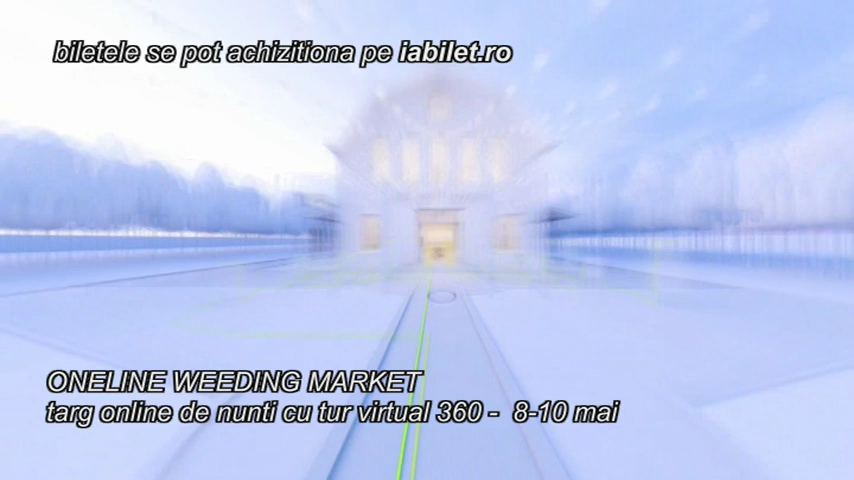 biletele se pot achizitiona pe iabilet.ro
ONELINE WEEDING MARKET
targ online de nunti cu tur virtual 360 - 8-10 mai